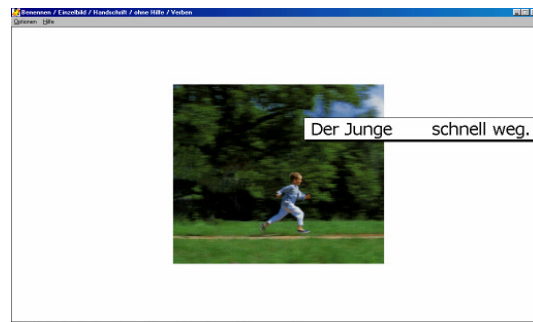 Benennen / Einzelbild / Handschrift / ohne Hilfe / Verben
Optionen Hilfe
Der Junge schnell weg.